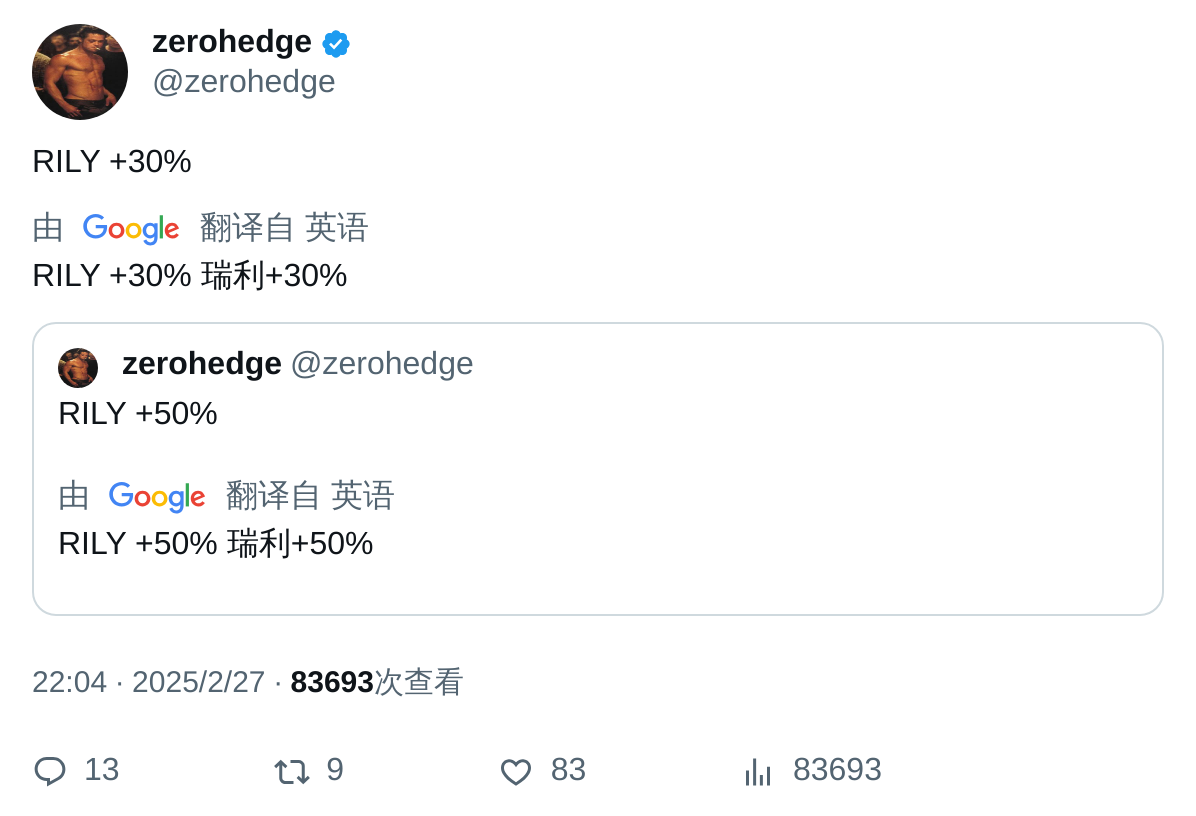 zerohedge
@zerohedge
RILY +30%
由 Google 翻译自 英语
RILY +30% 瑞利+30%
zerohedge @zerohedge
RILY +50%
由 Google 翻译自 英语
RILY +50% 瑞利+50%
22:04 · 2025/2/27 · 83693次查看
13 9 83 83693